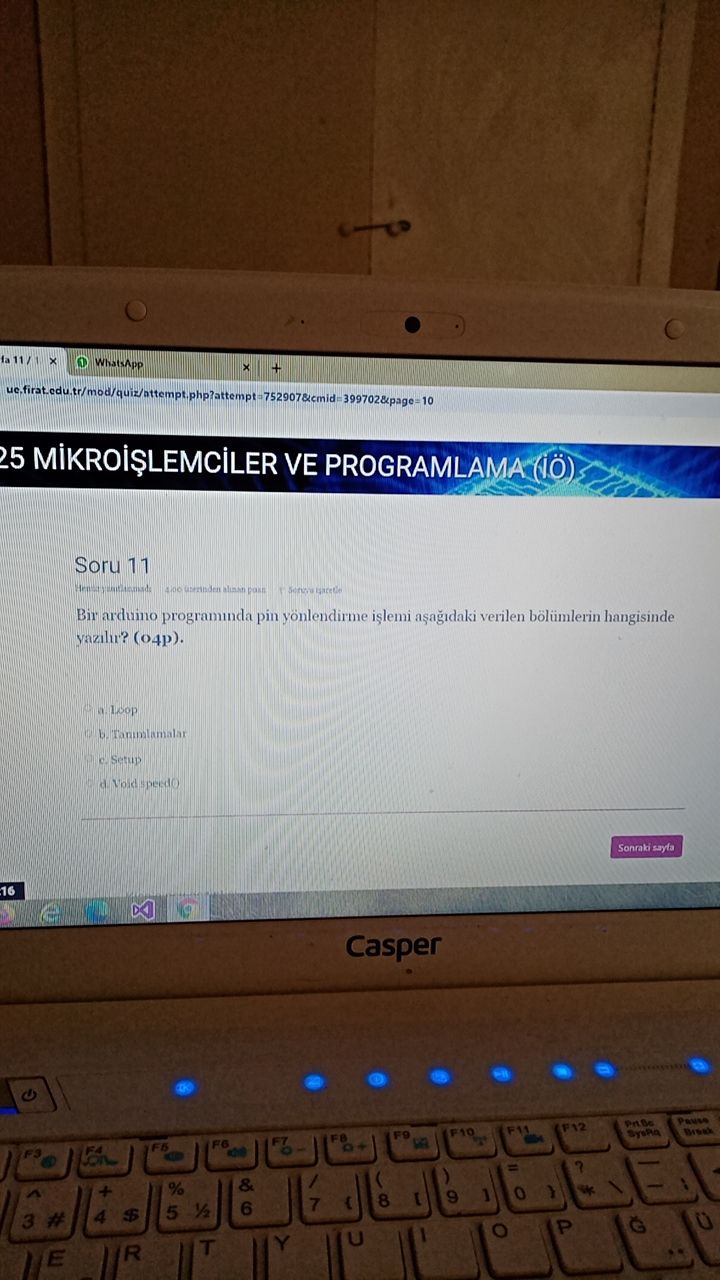 fa 11 / 1
WhatsApp
ue.firat.edu.tr/mod/quiz/attempt.php?attempt=752907&cmid=399702&page=10
25 MİKROİŞLEMCİLER VE PROGRAMLAMA (İÖ)
Soru 11
Henüz yanıtlanmadı 4,00 üzerinden alınan puan Soruyu işaretle
Bir arduino programında pin yönlendirme işlemi aşağıdaki verilen bölümlerin hangisinde
yazılır? (04p).
a. Loop
b. Tanımlamalar
c. Setup
d. Void speed()
Sonraki sayfa
:16
Casper
F3 F4 F5 F6 F7 F8 F9 F10 F11 F12 Prt Sc SysRq Pause Break
^ + % & / ( ) = ? _
3 # 4 $ 5 ½ 6 7 { 8 [ 9 ] 0 } * \ -
E R T Y U I O P Ğ Ü